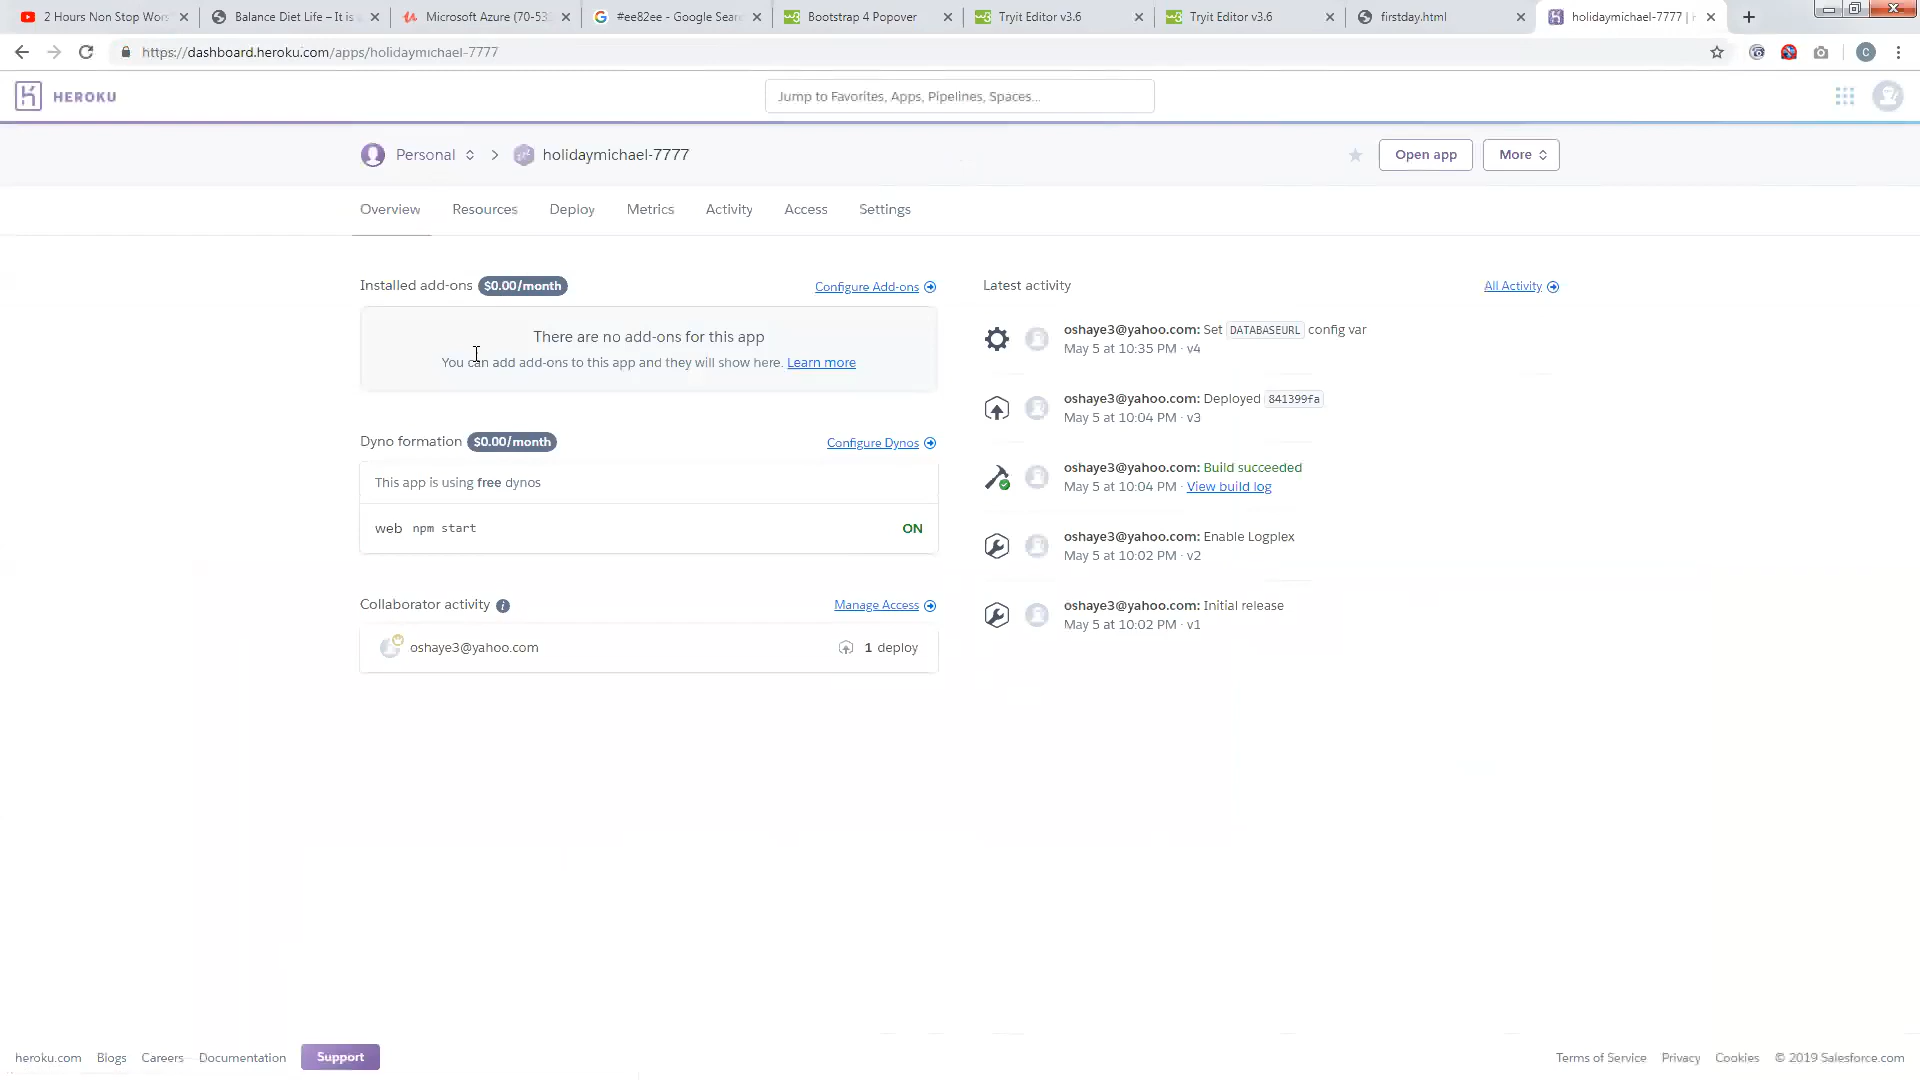 2 Hours Non Stop Wors
Balance Diet Life – It is
Microsoft Azure (70-53
#ee82ee - Google Sear
Bootstrap 4 Popover
Tryit Editor v3.6
Tryit Editor v3.6
firstday.html
holidaymichael-7777 |
https://dashboard.heroku.com/apps/holidaymichael-7777
C
HEROKU
Jump to Favorites, Apps, Pipelines, Spaces...
Personal
holidaymichael-7777
Open app
More
Overview Resources Deploy Metrics Activity Access Settings
Installed add-ons $0.00/month
Configure Add-ons
There are no add-ons for this app
You can add add-ons to this app and they will show here. Learn more
Dyno formation $0.00/month
Configure Dynos
This app is using free dynos
web npm start
ON
Collaborator activity
Manage Access
oshaye3@yahoo.com
1 deploy
Latest activity
All Activity
oshaye3@yahoo.com: Set DATABASEURL config var
May 5 at 10:35 PM · v4
oshaye3@yahoo.com: Deployed 841399fa
May 5 at 10:04 PM · v3
oshaye3@yahoo.com: Build succeeded
May 5 at 10:04 PM · View build log
oshaye3@yahoo.com: Enable Logplex
May 5 at 10:02 PM · v2
oshaye3@yahoo.com: Initial release
May 5 at 10:02 PM · v1
heroku.com Blogs Careers Documentation Support
Terms of Service Privacy Cookies © 2019 Salesforce.com